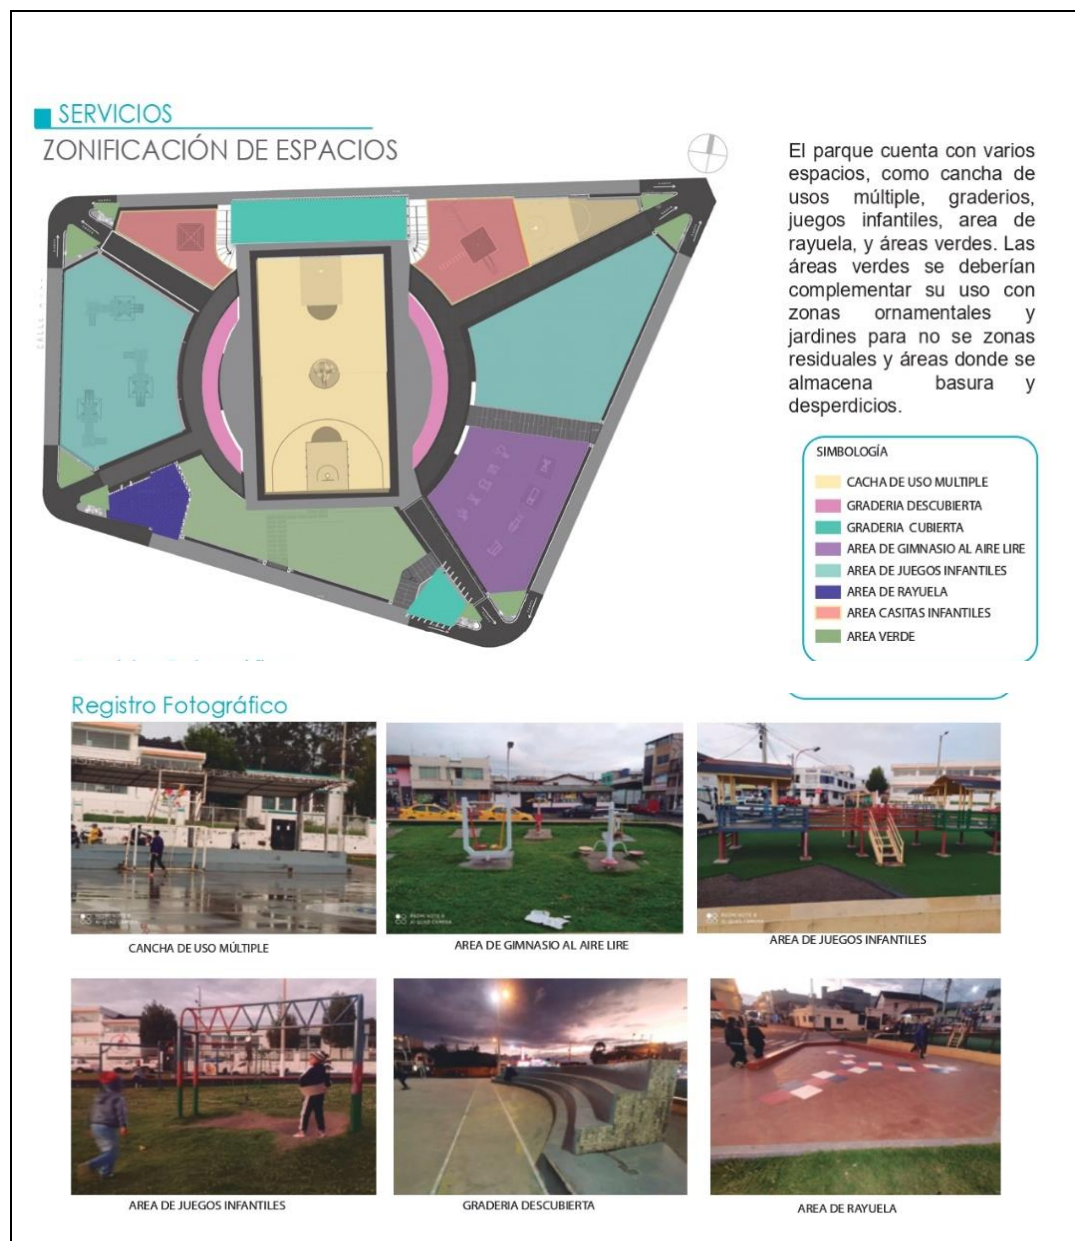 SERVICIOS
ZONIFICACIÓN DE ESPACIOS
El parque cuenta con varios
espacios, como cancha de
usos múltiple, graderios,
juegos infantiles, area de
rayuela, y áreas verdes. Las
áreas verdes se deberían
complementar su uso con
zonas ornamentales y
jardines para no se zonas
residuales y áreas donde se
almacena basura y
desperdicios.
SIMBOLOGÍA
CACHA DE USO MULTIPLE
GRADERIA DESCUBIERTA
GRADERIA CUBIERTA
AREA DE GIMNASIO AL AIRE LIRE
AREA DE JUEGOS INFANTILES
AREA DE RAYUELA
AREA CASITAS INFANTILES
AREA VERDE
Registro Fotográfico
CANCHA DE USO MÚLTIPLE
AREA DE GIMNASIO AL AIRE LIRE
AREA DE JUEGOS INFANTILES
AREA DE JUEGOS INFANTILES
GRADERIA DESCUBIERTA
AREA DE RAYUELA